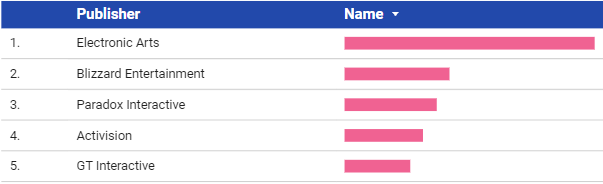 Publisher Name
1. Electronic Arts
2. Blizzard Entertainment
3. Paradox Interactive
4. Activision
5. GT Interactive